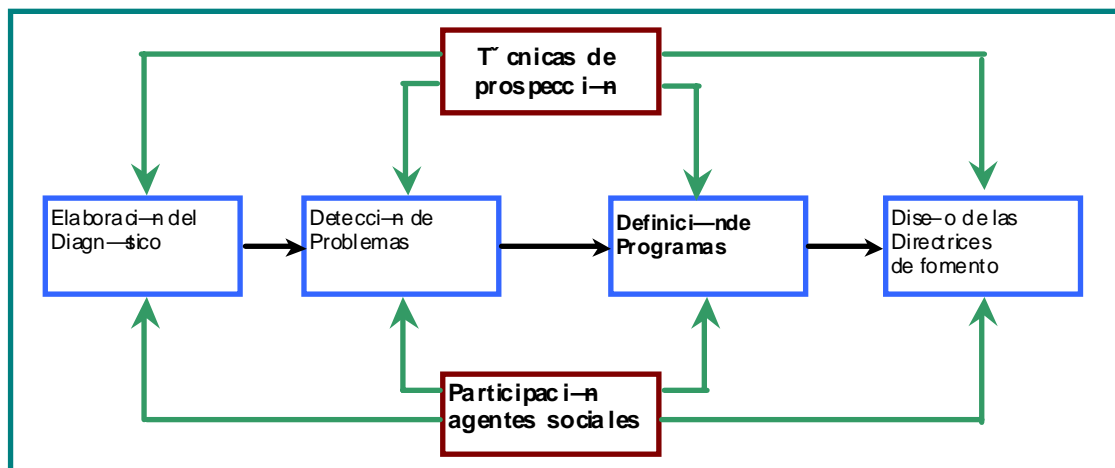 T˝cnicas de
prospecci—n
Elaboraci—n del
Diagn—stico
Detecci—n de
Problemas
Definici—nde
Programas
Dise–o de las
Directrices
de fomento
Participaci—n
agentes sociales